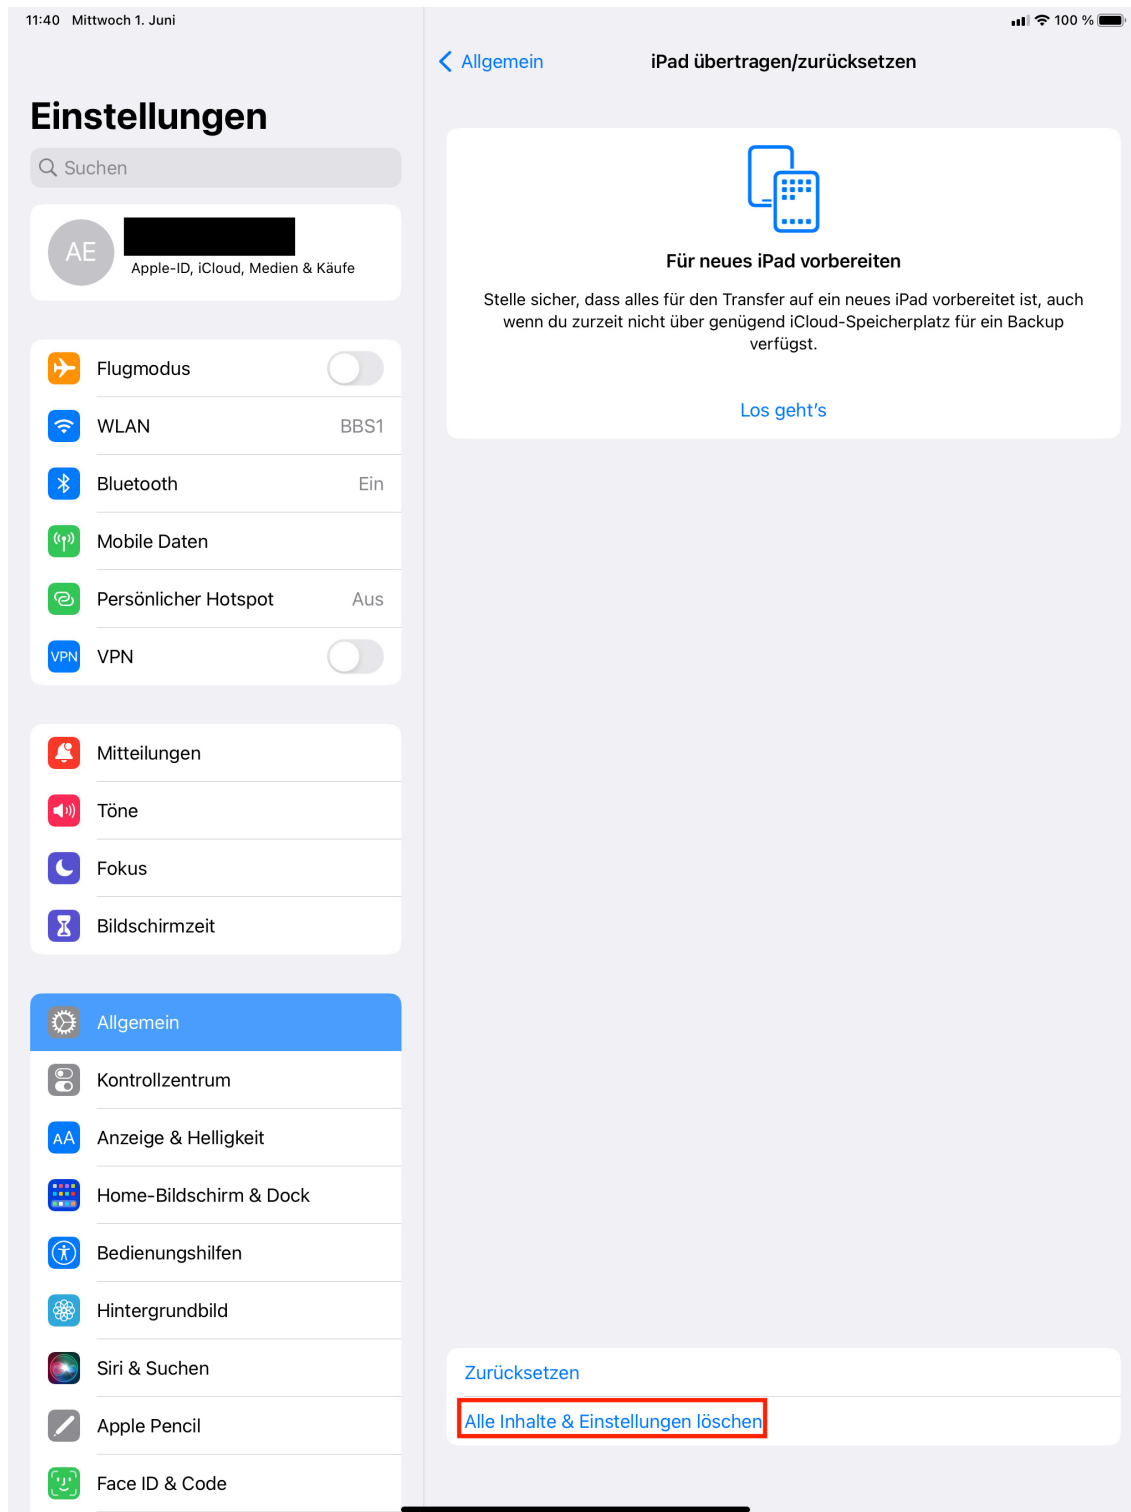 11:40 Mittwoch 1. Juni
100 %
Einstellungen
Suchen
AE
Apple-ID, iCloud, Medien & Käufe
Flugmodus
WLAN BBS1
Bluetooth Ein
Mobile Daten
Persönlicher Hotspot Aus
VPN VPN
Mitteilungen
Töne
Fokus
Bildschirmzeit
Allgemein
Kontrollzentrum
AA Anzeige & Helligkeit
Home-Bildschirm & Dock
Bedienungshilfen
Hintergrundbild
Siri & Suchen
Apple Pencil
Face ID & Code
Allgemein
iPad übertragen/zurücksetzen
Für neues iPad vorbereiten
Stelle sicher, dass alles für den Transfer auf ein neues iPad vorbereitet ist, auch
wenn du zurzeit nicht über genügend iCloud-Speicherplatz für ein Backup
verfügst.
Los geht's
Zurücksetzen
Alle Inhalte & Einstellungen löschen